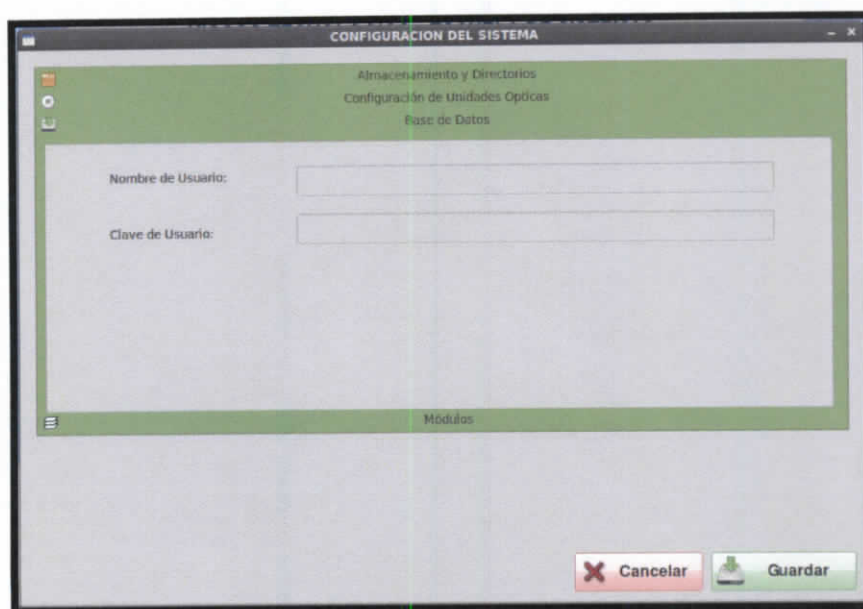 CONFIGURACION DEL SISTEMA
Almacenamiento y Directorios
Configuración de Unidades Opticas
Base de Datos
Nombre de Usuario:
Clave de Usuario:
Módulos
Cancelar
Guardar